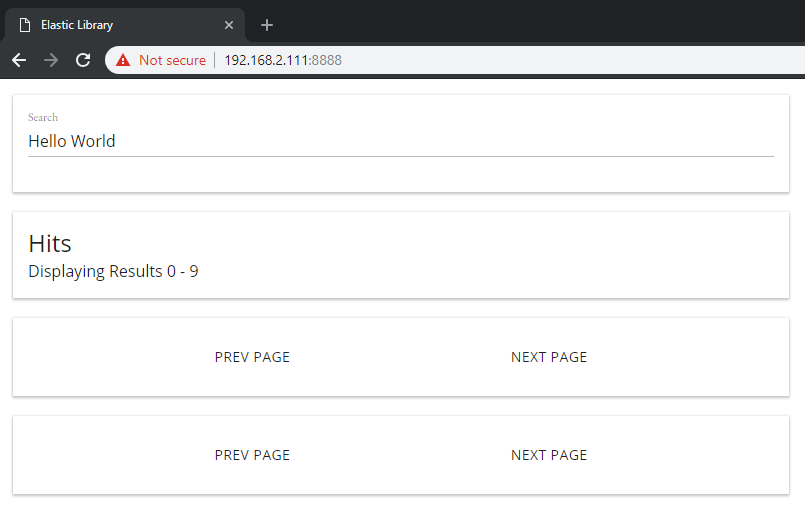 Elastic Library
Not secure | 192.168.2.111:8888
Search
Hello World
Hits
Displaying Results 0 - 9
PREV PAGE NEXT PAGE
PREV PAGE NEXT PAGE